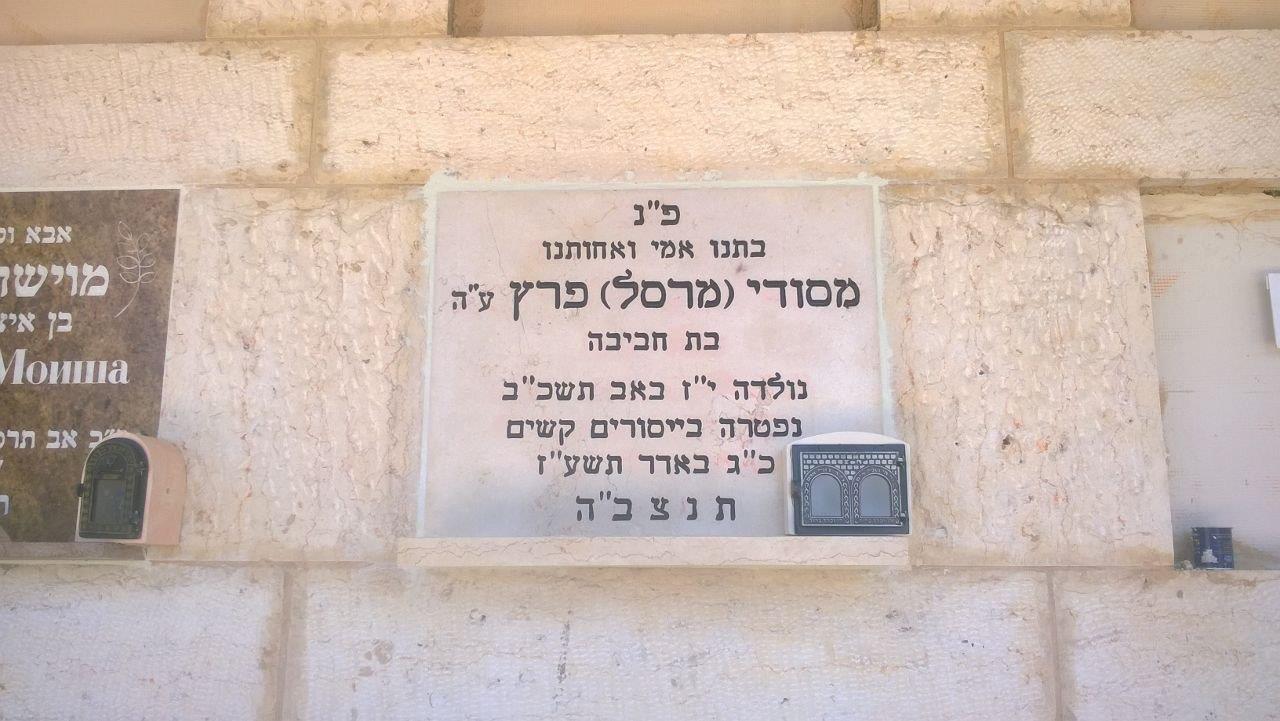 פ"נ
בתנו אמי ואחותנו
מסודי (מרסל) פרץ ע"ה
בת חביבה
נולדה י"ז באב תשכ"ב
נפטרה בייסורים קשים
כ"ג באדר תשע"ז
ת נ צ ב"ה
אבא
בן
Моиша
אב